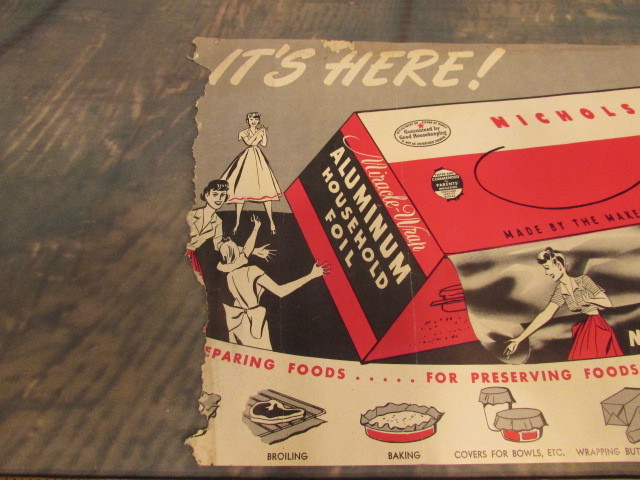 IT'S HERE!
NICHOLS
Guaranteed by
Good Housekeeping
COMMENDED
PARENTS'
Miracle-Wrap
ALUMINUM
HOUSEHOLD
FOIL
MADE BY THE MAKE
N
EPARING FOODS ..... FOR PRESERVING FOODS
BROILING
BAKING
COVERS FOR BOWLS, ETC.
WRAPPING BUT